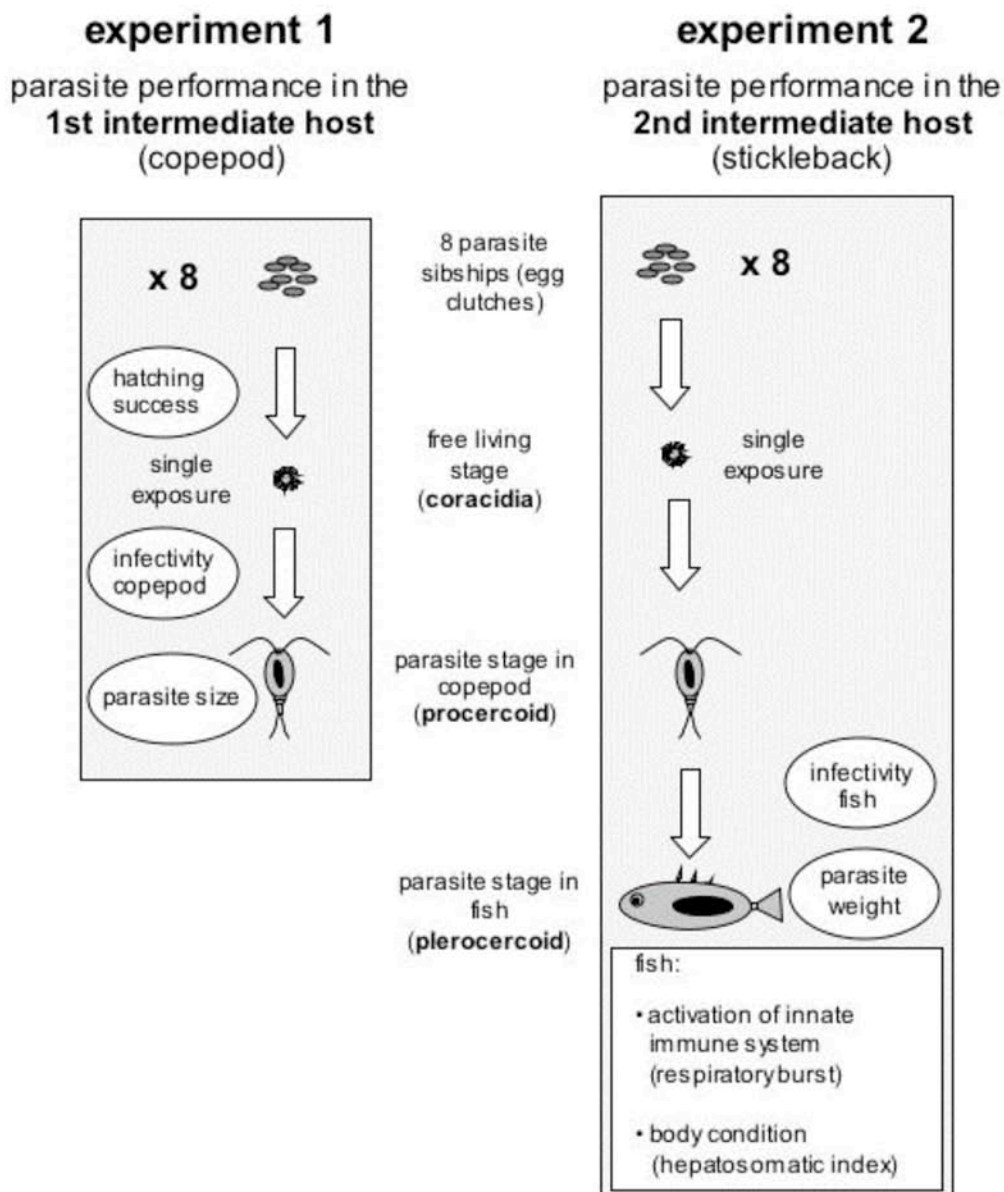 experiment 1
parasite performance in the
1st intermediate host
(copepod)
x 8
hatching
success
single
exposure
infectivity
copepod
parasite size
8 parasite
sibships (egg
clutches)
free living
stage
(coracidia)
parasite stage in
copepod
(procercoid)
parasite stage in
fish
(plerocercoid)
experiment 2
parasite performance in the
2nd intermediate host
(stickleback)
x 8
single
exposure
infectivity
fish
parasite
weight
fish:
• activation of innate
immune system
(respiratory burst)
• body condition
(hepatosomatic index)